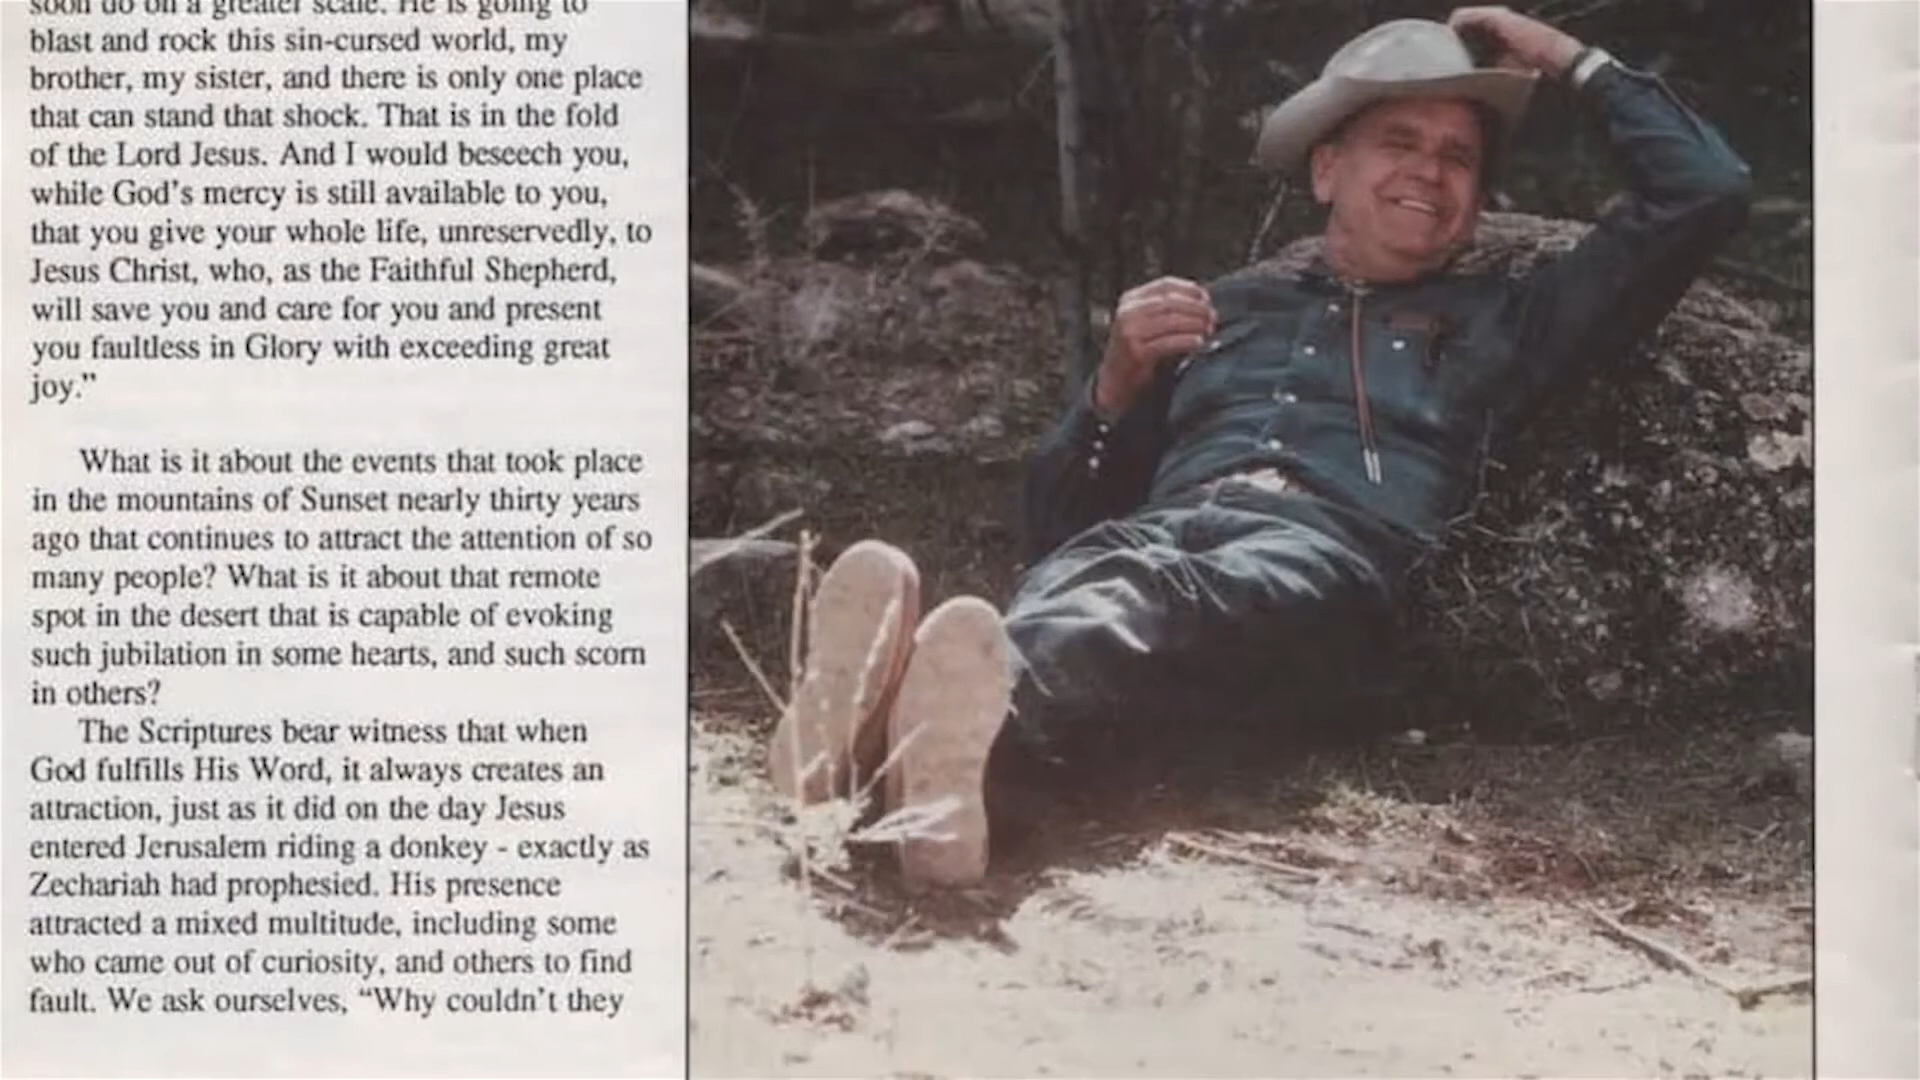 soon do on a greater scale. He is going to
blast and rock this sin-cursed world, my
brother, my sister, and there is only one place
that can stand that shock. That is in the fold
of the Lord Jesus. And I would beseech you,
while God's mercy is still available to you,
that you give your whole life, unreservedly, to
Jesus Christ, who, as the Faithful Shepherd,
will save you and care for you and present
you faultless in Glory with exceeding great
joy."
What is it about the events that took place
in the mountains of Sunset nearly thirty years
ago that continues to attract the attention of so
many people? What is it about that remote
spot in the desert that is capable of evoking
such jubilation in some hearts, and such scorn
in others?
The Scriptures bear witness that when
God fulfills His Word, it always creates an
attraction, just as it did on the day Jesus
entered Jerusalem riding a donkey - exactly as
Zechariah had prophesied. His presence
attracted a mixed multitude, including some
who came out of curiosity, and others to find
fault. We ask ourselves, "Why couldn't they